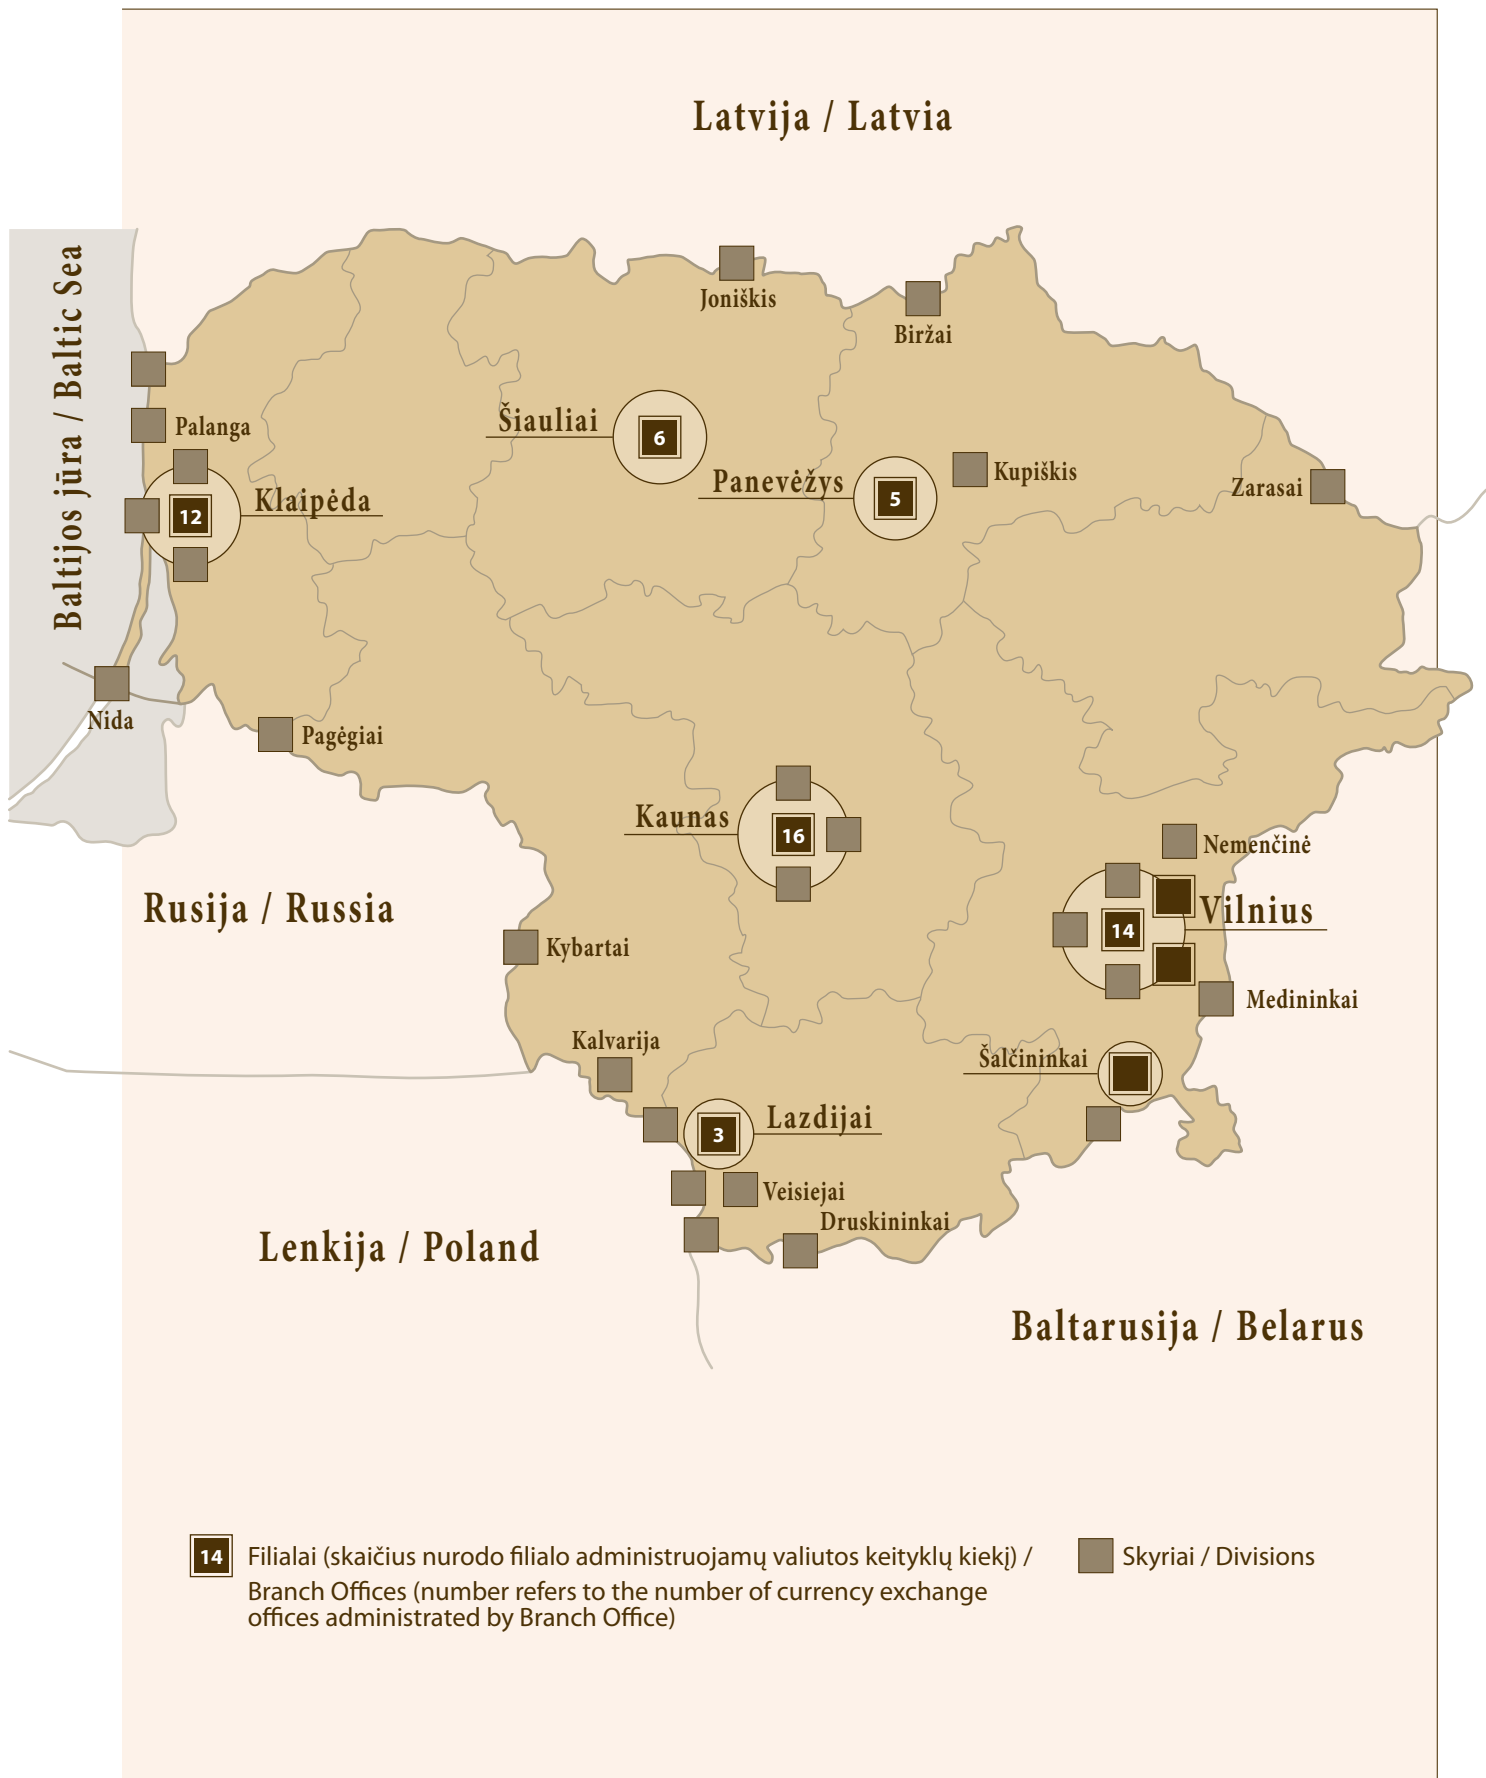 Latvija / Latvia
Baltijos jūra / Baltic Sea
Joniškis
Biržai
Palanga
Šiauliai
6
Panevėžys
5
Kupiškis
Zarasai
Klaipėda
12
Nida
Pagėgiai
Kaunas
16
Nemenčinė
Rusija / Russia
Vilnius
14
Kybartai
Medininkai
Kalvarija
Šalčininkai
Lazdijai
3
Veisiejai
Druskininkai
Lenkija / Poland
Baltarusija / Belarus
14
Filialai (skaičius nurodo filialo administruojamų valiutos keityklų kiekį) /
Branch Offices (number refers to the number of currency exchange
offices administrated by Branch Office)
Skyriai / Divisions